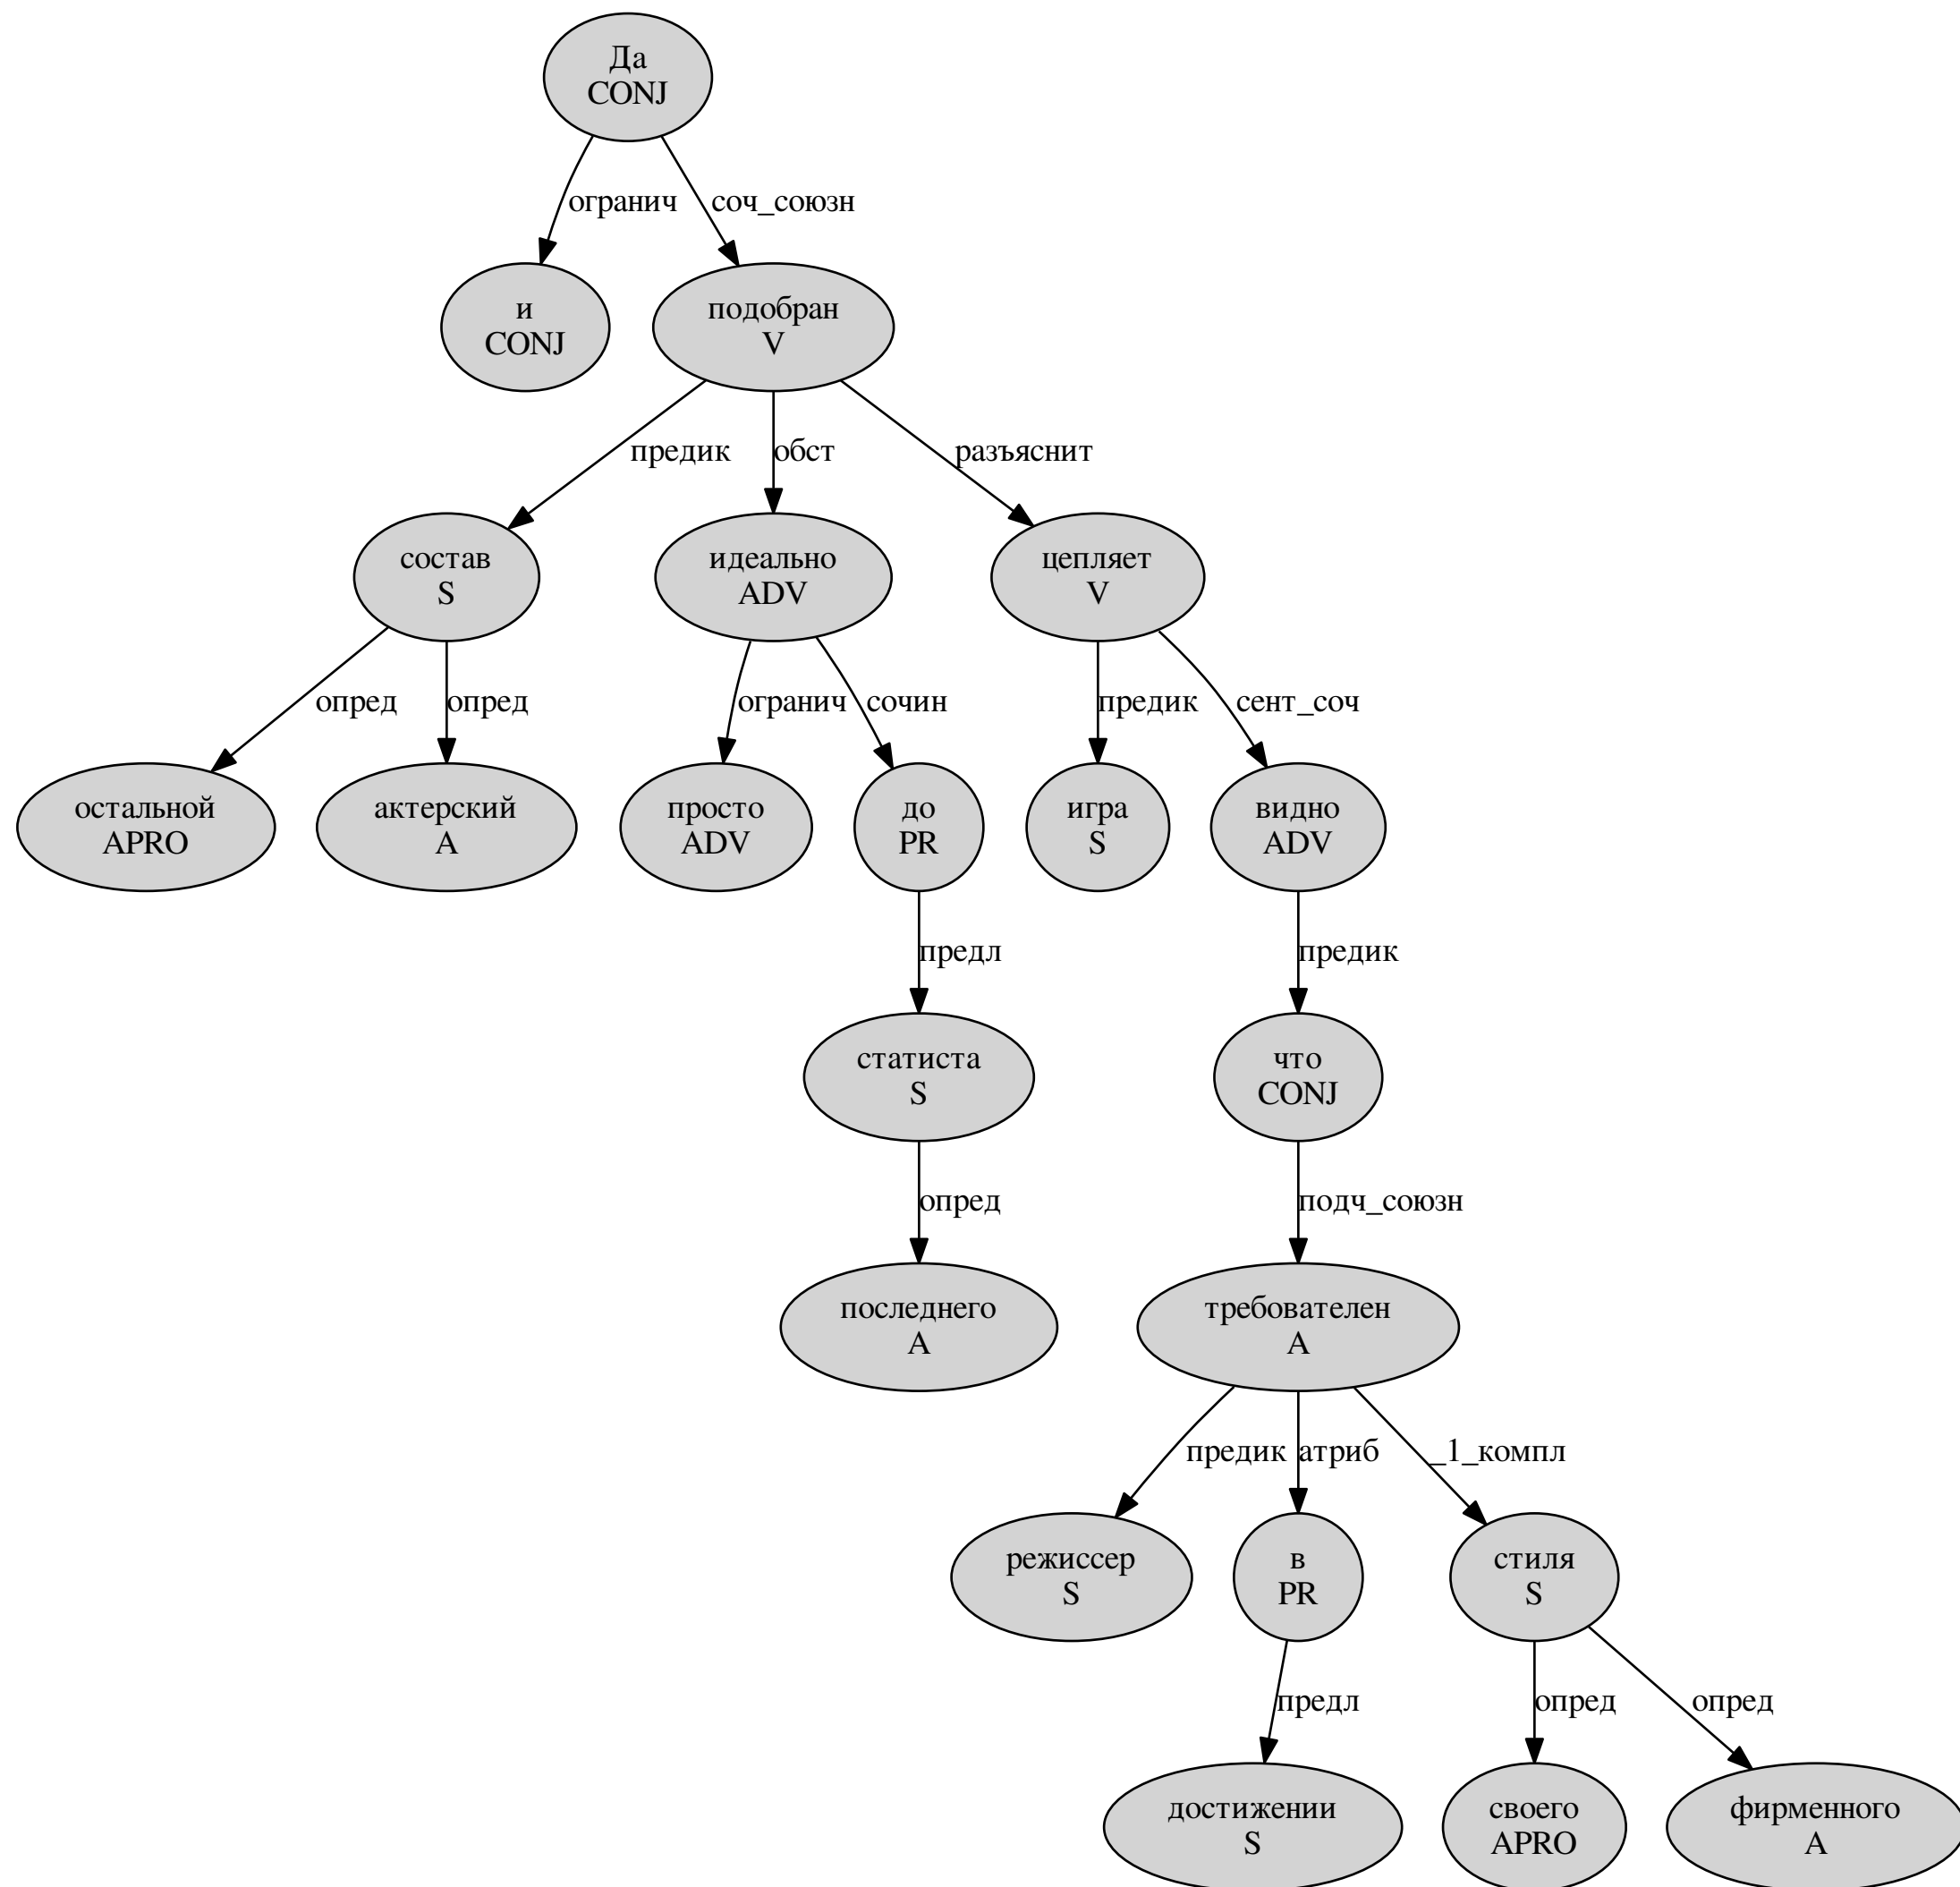 Да
CONJ
огранич
соч_союзн
и
CONJ
подобран
V
предик
обст
разъяснит
состав
S
идеально
ADV
цепляет
V
опред
опред
огранич
сочин
предик
сент_соч
остальной
APRO
актерский
A
просто
ADV
до
PR
игра
S
видно
ADV
предл
предик
статиста
S
что
CONJ
опред
подч_союзн
последнего
A
требователен
A
предик
атриб
_1_компл
режиссер
S
в
PR
стиля
S
предл
опред
опред
достижении
S
своего
APRO
фирменного
A